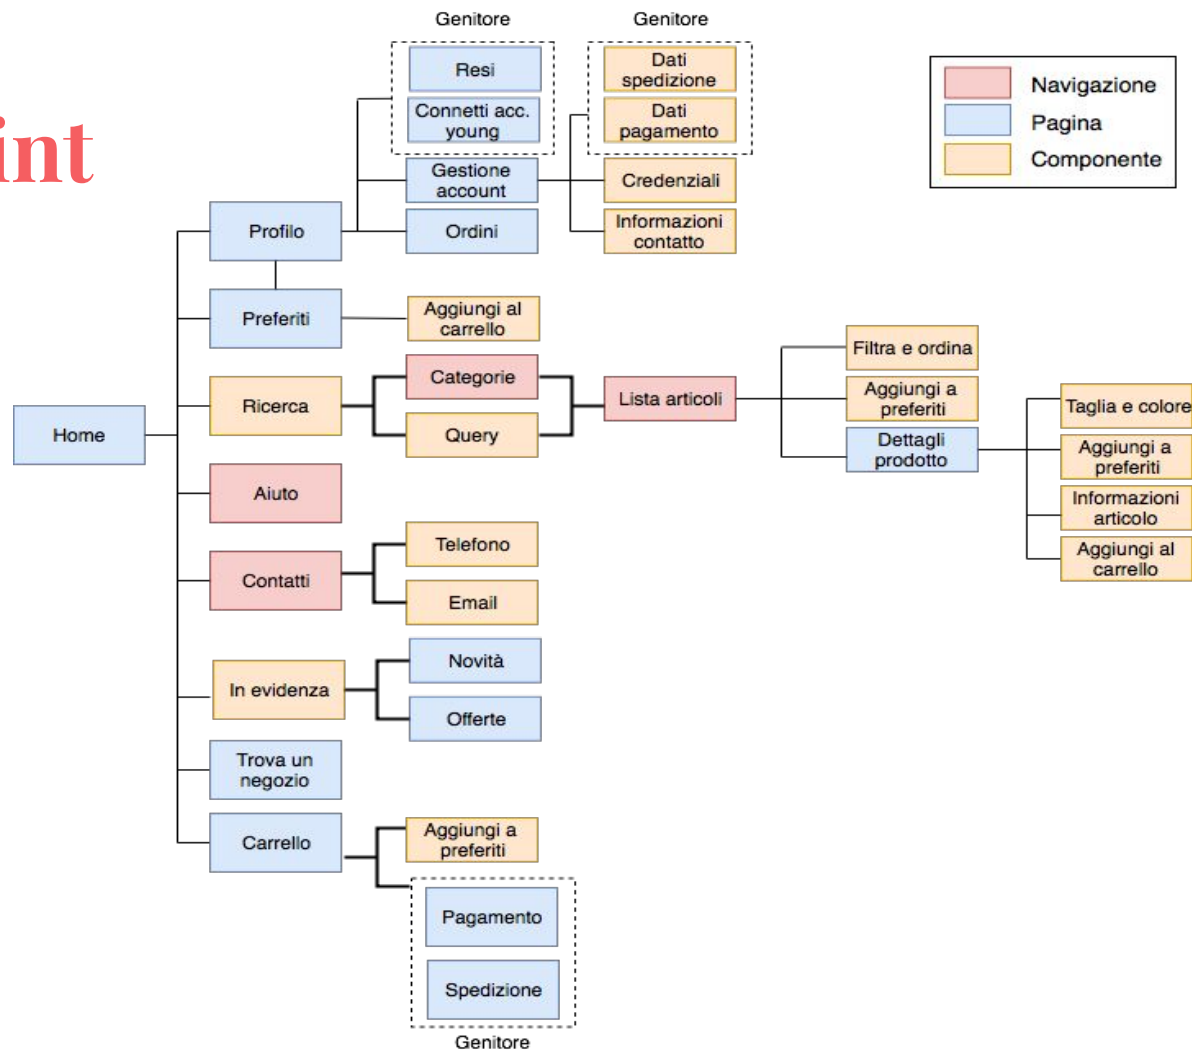 Genitore
Genitore
int
Resi
Connetti acc.
young
Dati
spedizione
Dati
pagamento
Navigazione
Pagina
Componente
Profilo
Gestione
account
Ordini
Credenziali
Informazioni
contatto
Preferiti
Aggiungi al
carrello
Home
Ricerca
Categorie
Query
Lista articoli
Filtra e ordina
Aggiungi a
preferiti
Dettagli
prodotto
Taglia e colore
Aggiungi a
preferiti
Informazioni
articolo
Aggiungi al
carrello
Aiuto
Contatti
Telefono
Email
In evidenza
Novità
Offerte
Trova un
negozio
Carrello
Aggiungi a
preferiti
Pagamento
Spedizione
Genitore